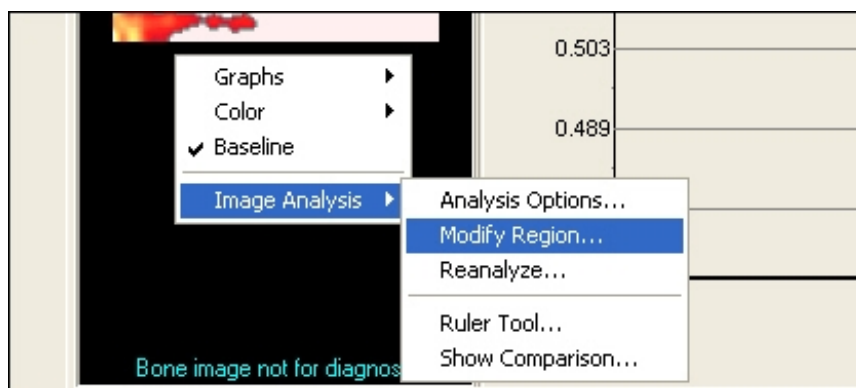 0.503
0.489
Graphs
Color
Baseline
Image Analysis
Analysis Options...
Modify Region...
Reanalyze...
Ruler Tool...
Show Comparison...
Bone image not for